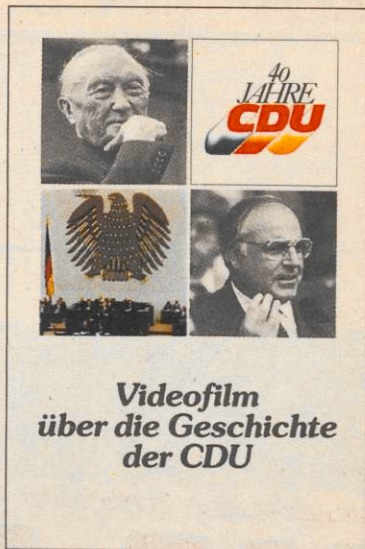 40
JAHRE
CDU
Videofilm
über die Geschichte
der CDU